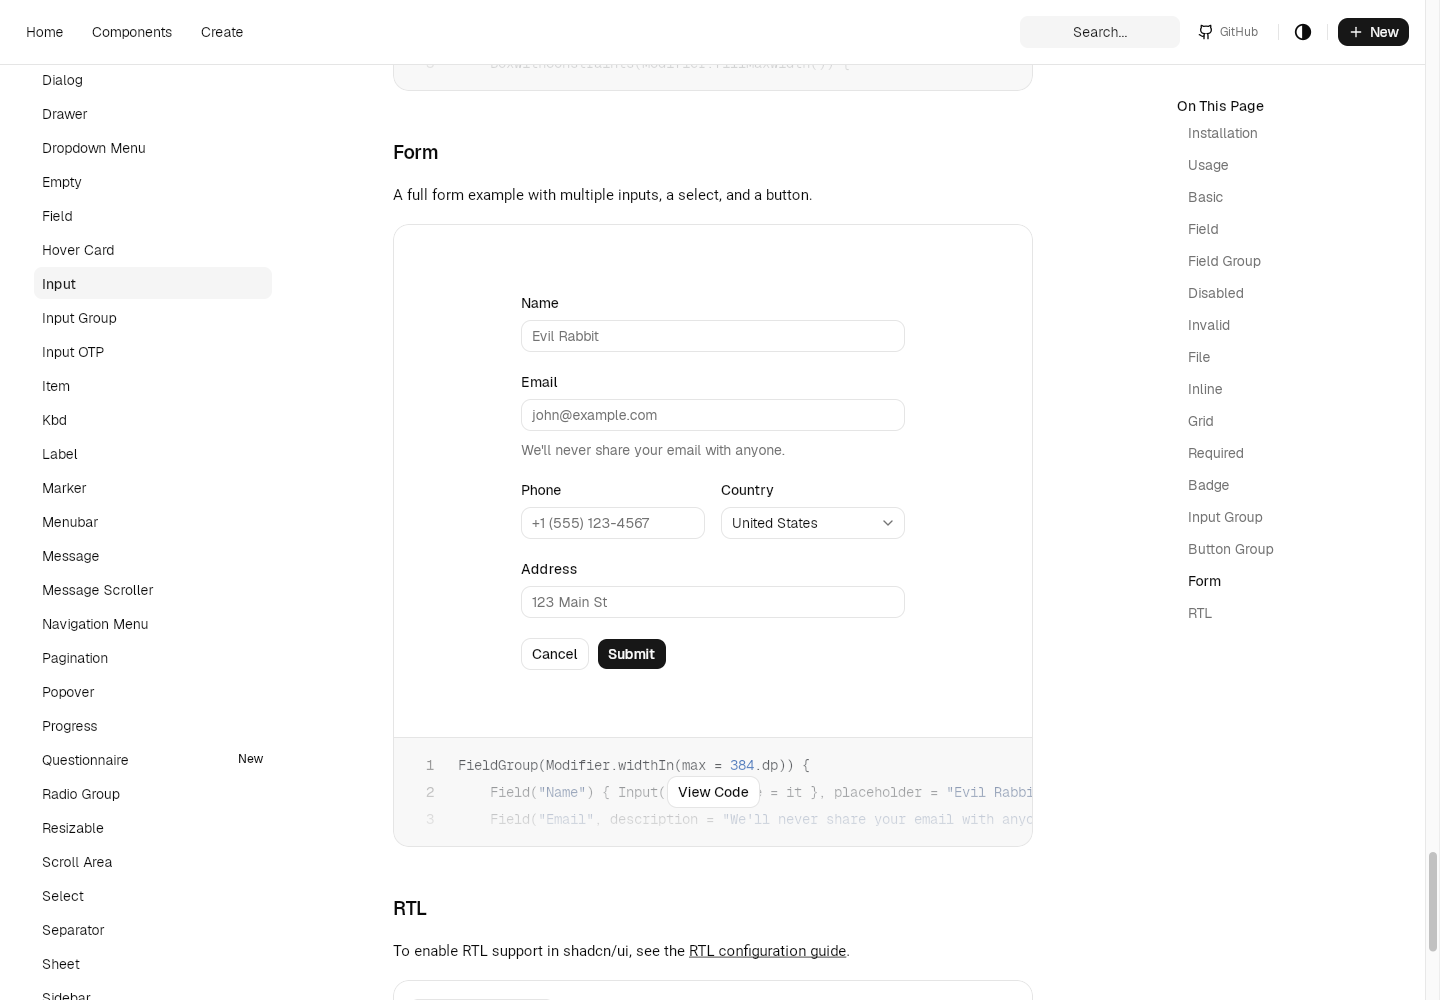 Home
Components
Create
Search...
GitHub
New
Dialog
Drawer
Dropdown Menu
Empty
Field
Hover Card
Input
Input Group
Input OTP
Item
Kbd
Label
Marker
Menubar
Message
Message Scroller
Navigation Menu
Pagination
Popover
Progress
Questionnaire
New
Radio Group
Resizable
Scroll Area
Select
Separator
Sheet
Sidebar
Form
A full form example with multiple inputs, a select, and a button.
Name
Evil Rabbit
Email
john@example.com
We'll never share your email with anyone.
Phone
Country
+1 (555) 123-4567
United States
Address
123 Main St
Cancel
Submit
1 FieldGroup(Modifier.widthIn(max = 384.dp)) {
2 Field("Name") { Input( = it }, placeholder = "Evil Rabbi
View Code
3 Field("Email", description = "We'll never share your email with anyo
RTL
To enable RTL support in shadcn/ui, see the RTL configuration guide.
On This Page
Installation
Usage
Basic
Field
Field Group
Disabled
Invalid
File
Inline
Grid
Required
Badge
Input Group
Button Group
Form
RTL